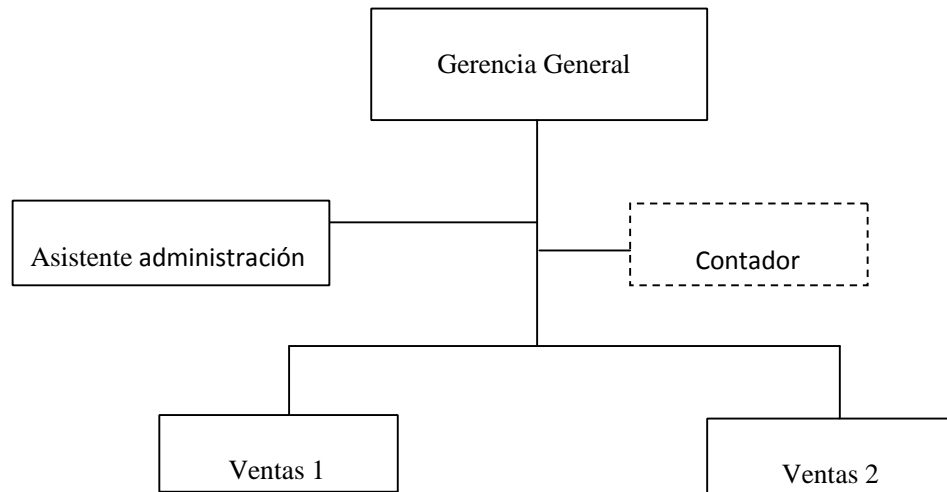 Gerencia General
Asistente administración
Contador
Ventas 1
Ventas 2